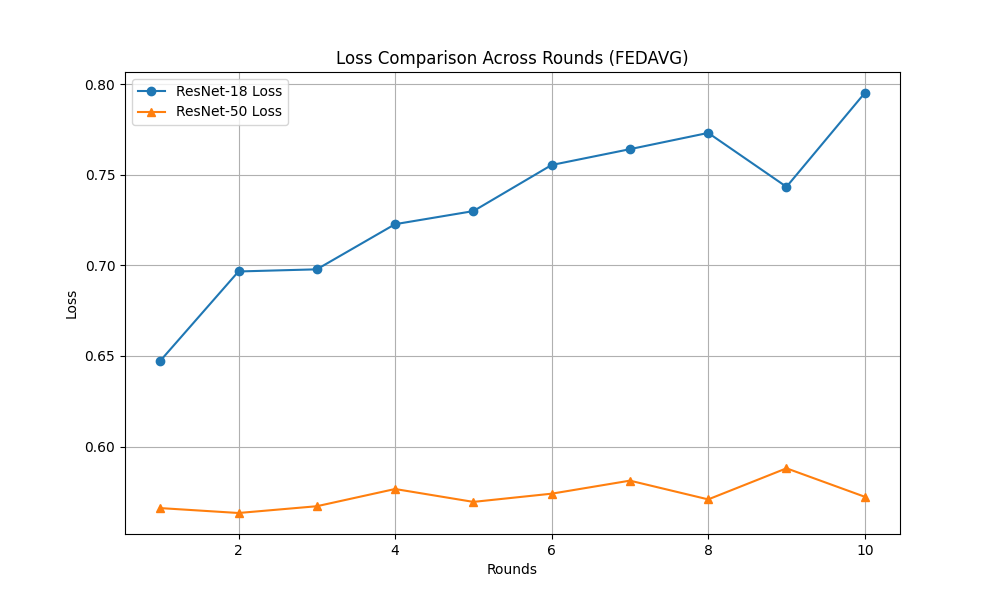 Loss Comparison Across Rounds (FEDAVG)
ResNet-18 Loss
ResNet-50 Loss
0.80
0.75
0.70
0.65
0.60
Loss
2 4 6 8 10
Rounds